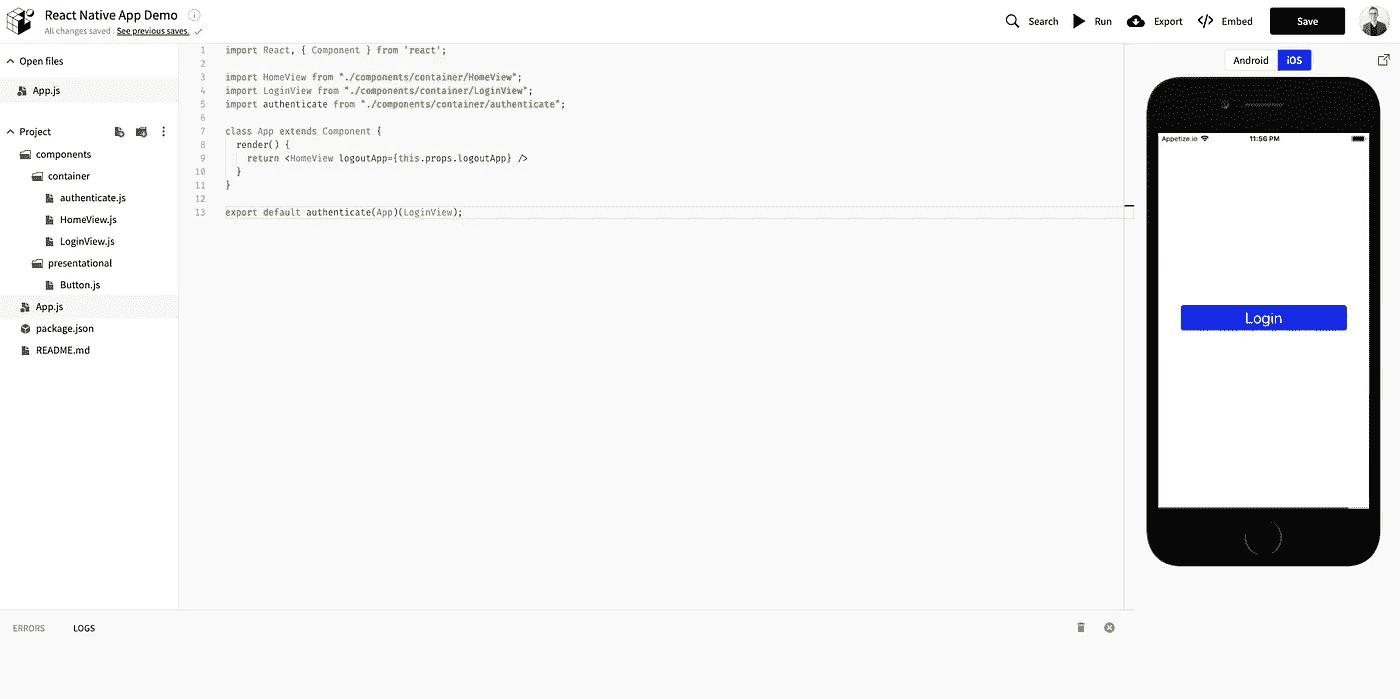 React Native App Demo
All changes saved. See previous saves.
Search
Run
Export
Embed
Save
Open files
App.js
Project
components
container
authenticate.js
HomeView.js
LoginView.js
presentational
Button.js
App.js
package.json
README.md
1 import React, { Component } from 'react';
2
3 import HomeView from "./components/container/HomeView";
4 import LoginView from "./components/container/LoginView";
5 import authenticate from "./components/container/authenticate";
6
7 class App extends Component {
8 render() {
9 return <HomeView logoutApp={this.props.logoutApp} />
10 }
11 }
12
13 export default authenticate(App)(LoginView);
Android
iOS
Appetize.io
11:56 PM
Login
ERRORS
LOGS